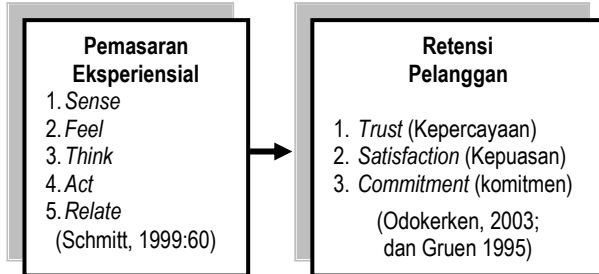 Pemasaran
Eksperiensial
1. Sense
2. Feel
3. Think
4. Act
5. Relate
(Schmitt, 1999:60)
Retensi
Pelanggan
1. Trust (Kepercayaan)
2. Satisfaction (Kepuasan)
3. Commitment (komitmen)
(Odokerken, 2003;
dan Gruen 1995)